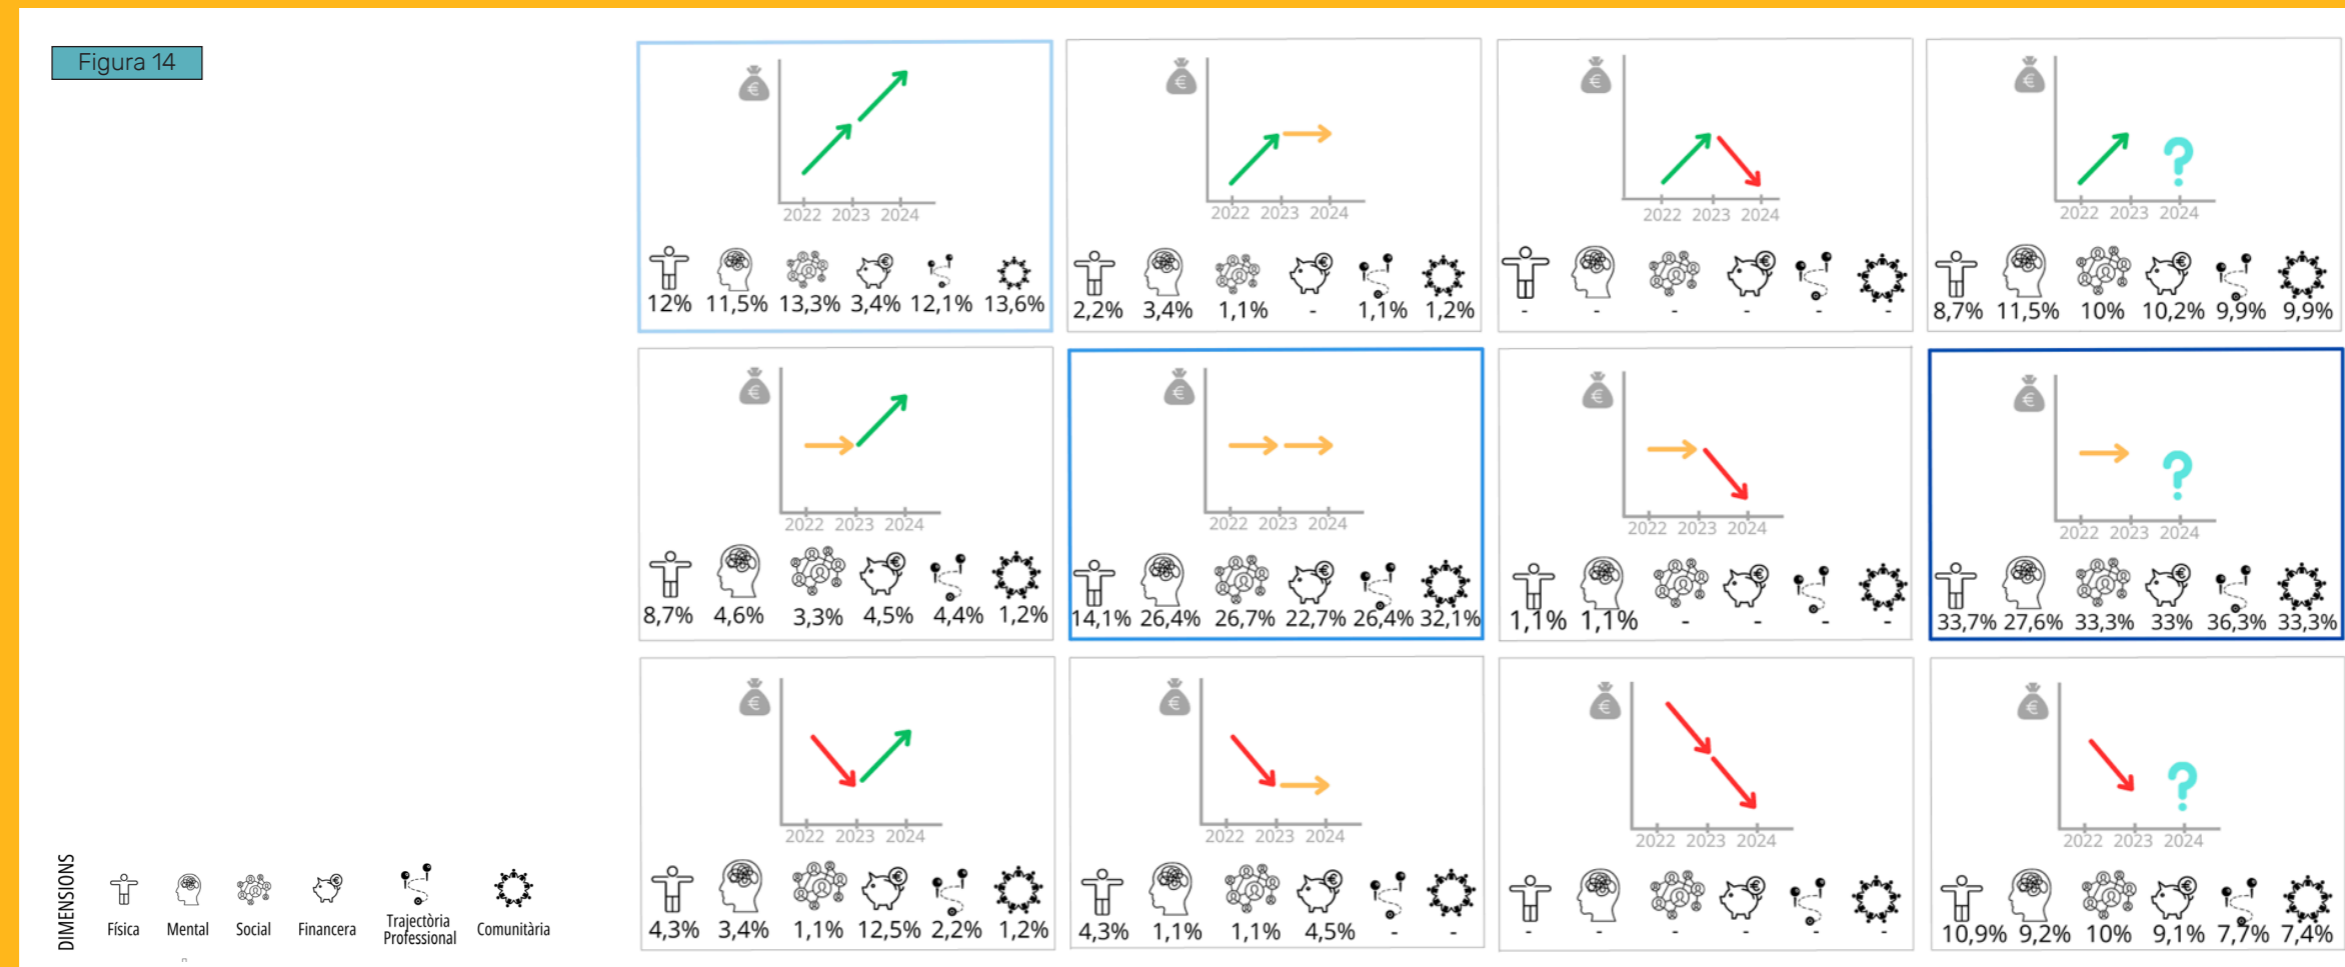 Figura 14
€
2022 2023 2024
12% 11,5% 13,3% 3,4% 12,1% 13,6%
€
2022 2023 2024
2,2% 3,4% 1,1% - 1,1% 1,2%
€
2022 2023 2024
- - - - - -
€
?
2022 2023 2024
8,7% 11,5% 10% 10,2% 9,9% 9,9%
€
2022 2023 2024
8,7% 4,6% 3,3% 4,5% 4,4% 1,2%
€
2022 2023 2024
14,1% 26,4% 26,7% 22,7% 26,4% 32,1%
€
2022 2023 2024
1,1% 1,1% - - - -
€
?
2022 2023 2024
33,7% 27,6% 33,3% 33% 36,3% 33,3%
€
2022 2023 2024
4,3% 3,4% 1,1% 12,5% 2,2% 1,2%
€
2022 2023 2024
4,3% 1,1% 1,1% 4,5% - -
€
2022 2023 2024
- - - - - -
€
?
2022 2023 2024
10,9% 9,2% 10% 9,1% 7,7% 7,4%
DIMENSIONS
Física Mental Social Financera Trajectòria
Professional Comunitària